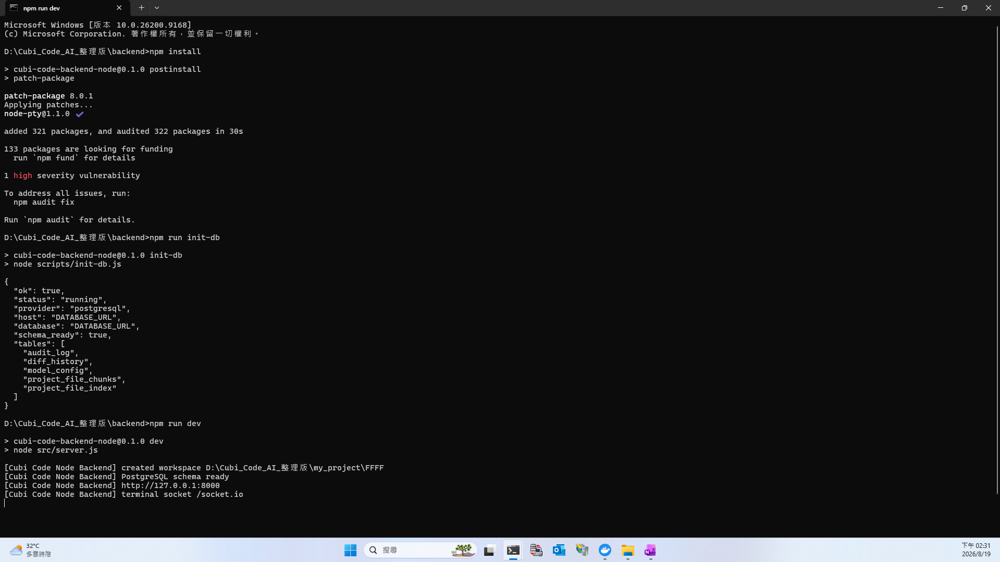 npm run dev
Microsoft Windows [版本 10.0.26200.9168]
(c) Microsoft Corporation. 著作權所有，並保留一切權利。
D:\Cubi_Code_AI_整理版\backend>npm install
> cubi-code-backend-node@0.1.0 postinstall
> patch-package
patch-package 8.0.1
Applying patches...
node-pty@1.1.0 ✔
added 321 packages, and audited 322 packages in 30s
133 packages are looking for funding
  run `npm fund` for details
1 high severity vulnerability
To address all issues, run:
  npm audit fix
Run `npm audit` for details.
D:\Cubi_Code_AI_整理版\backend>npm run init-db
> cubi-code-backend-node@0.1.0 init-db
> node scripts/init-db.js
{
  "ok": true,
  "status": "running",
  "provider": "postgresql",
  "host": "DATABASE_URL",
  "database": "DATABASE_URL",
  "schema_ready": true,
  "tables": [
    "audit_log",
    "diff_history",
    "model_config",
    "project_file_chunks",
    "project_file_index"
  ]
}
D:\Cubi_Code_AI_整理版\backend>npm run dev
> cubi-code-backend-node@0.1.0 dev
> node src/server.js
[Cubi Code Node Backend] created workspace D:\Cubi_Code_AI_整理版\my_project\FFFF
[Cubi Code Node Backend] PostgreSQL schema ready
[Cubi Code Node Backend] http://127.0.0.1:8000
[Cubi Code Node Backend] terminal socket /socket.io
32°C
多雲時陰
搜尋
下午 02:31
2026/8/19